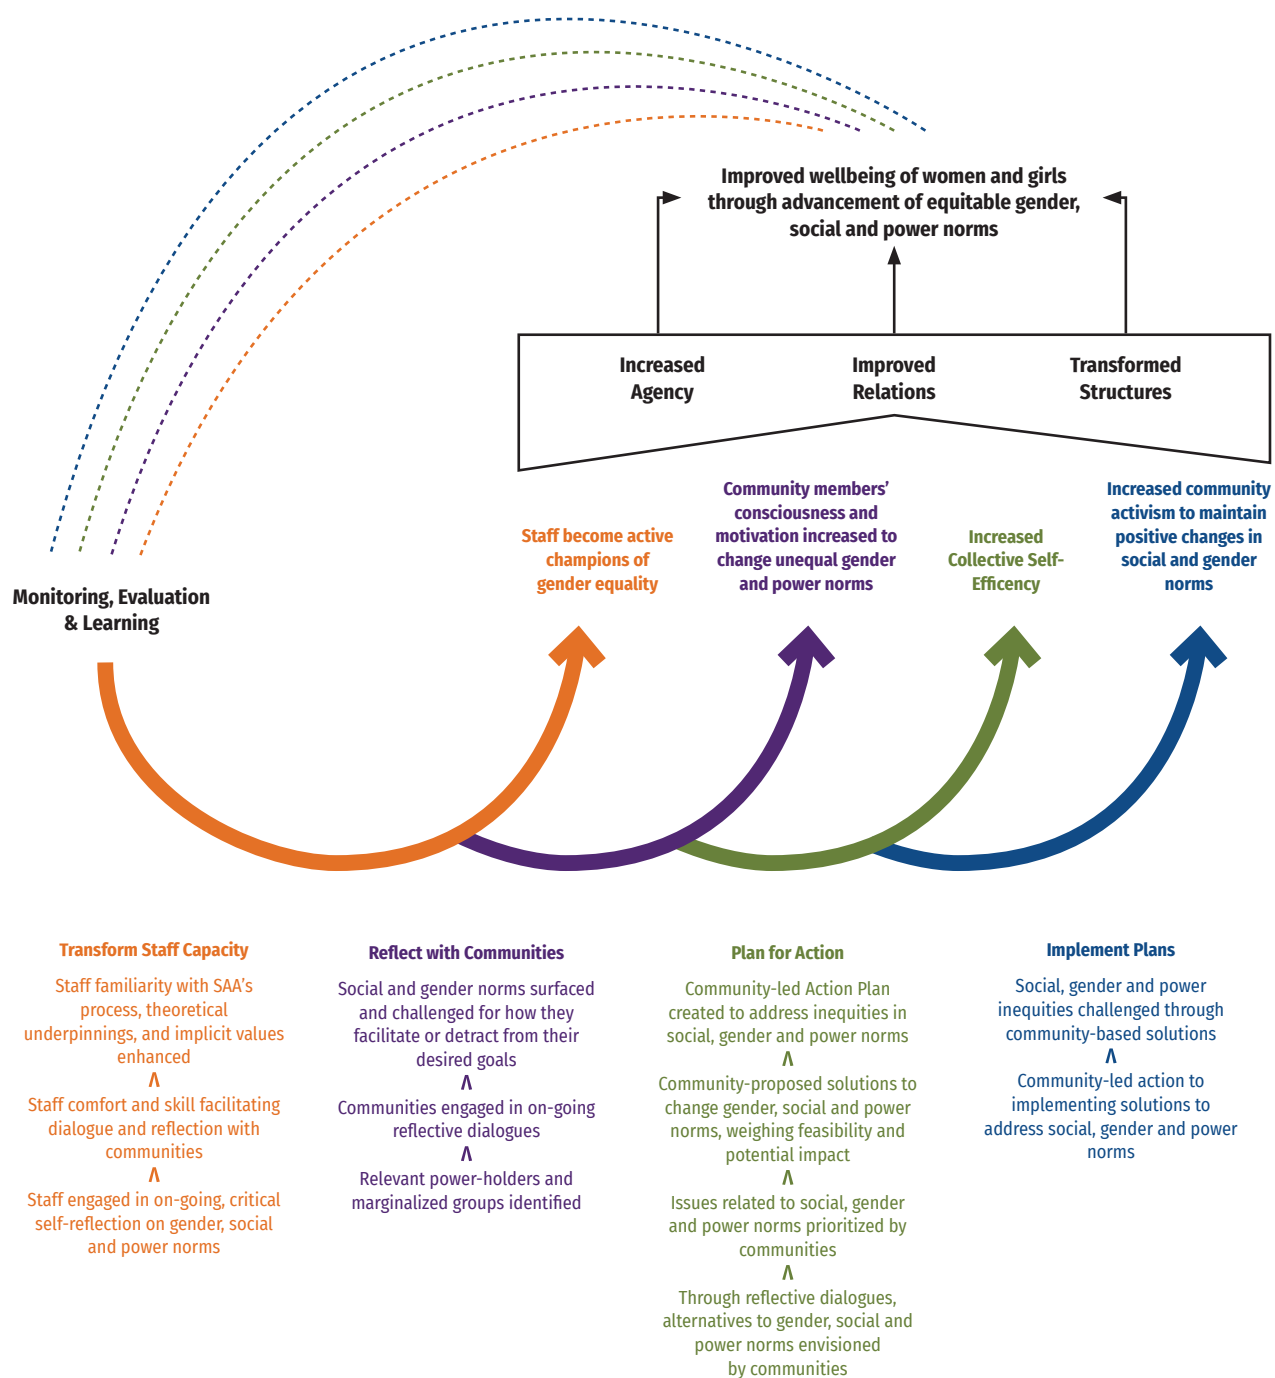 Improved wellbeing of women and girls
through advancement of equitable gender,
social and power norms
Increased
Agency
Improved
Relations
Transformed
Structures
Staff become active
champions of
gender equality
Community members’
consciousness and
motivation increased to
change unequal gender
and power norms
Increased
Collective Self-
Efficency
Increased community
activism to maintain
positive changes in
social and gender
norms
Monitoring, Evaluation
& Learning
Transform Staff Capacity
Staff familiarity with SAA’s
process, theoretical
underpinnings, and implicit values
enhanced
Staff comfort and skill facilitating
dialogue and reflection with
communities
Staff engaged in on-going, critical
self-reflection on gender, social
and power norms
Reflect with Communities
Social and gender norms surfaced
and challenged for how they
facilitate or detract from their
desired goals
Communities engaged in on-going
reflective dialogues
Relevant power-holders and
marginalized groups identified
Plan for Action
Community-led Action Plan
created to address inequities in
social, gender and power norms
Community-proposed solutions to
change gender, social and power
norms, weighing feasibility and
potential impact
Issues related to social, gender
and power norms prioritized by
communities
Through reflective dialogues,
alternatives to gender, social and
power norms envisioned
by communities
Implement Plans
Social, gender and power
inequities challenged through
community-based solutions
Community-led action to
implementing solutions to
address social, gender and power
norms